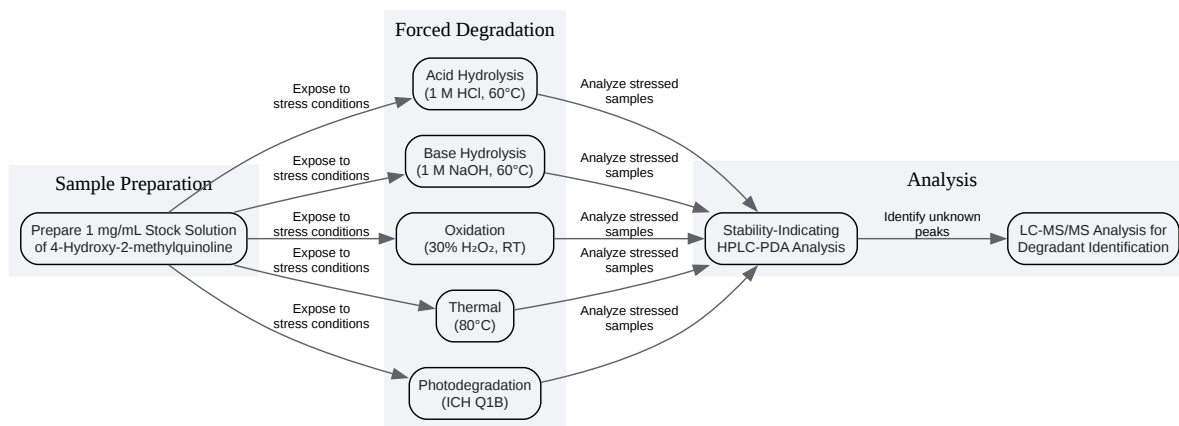 Forced Degradation
Acid Hydrolysis
(1 M HCl, 60°C)
Expose to
stress conditions
Analyze stressed
samples
Base Hydrolysis
(1 M NaOH, 60°C)
Expose to
stress conditions
Analyze stressed
samples
Sample Preparation
Analysis
Prepare 1 mg/mL Stock Solution
of 4-Hydroxy-2-methylquinoline
Expose to
stress conditions
Oxidation
(30% H₂O₂, RT)
Analyze stressed
samples
Stability-Indicating
HPLC-PDA Analysis
Identify unknown
peaks
LC-MS/MS Analysis for
Degradant Identification
Expose to
stress conditions
Thermal
(80°C)
Analyze stressed
samples
Expose to
stress conditions
Photodegradation
(ICH Q1B)
Analyze stressed
samples